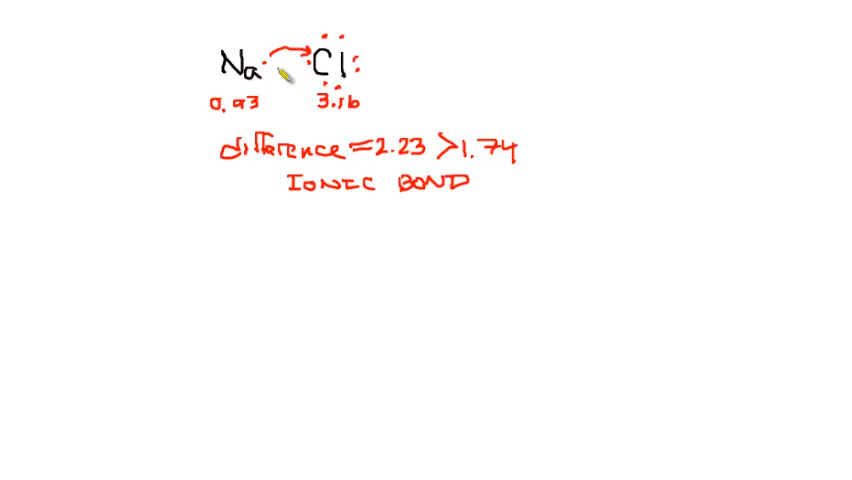 Na Cl
0.93 3.16
difference = 2.23 > 1.74
IONIC BOND